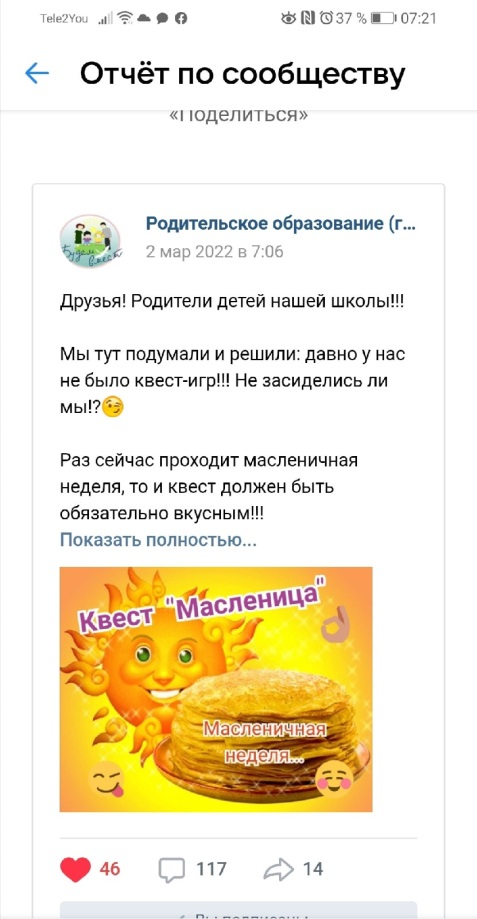 Tele2You 37 % 07:21
Отчёт по сообществу
«Поделиться»
Родительское образование (г...
2 мар 2022 в 7:06
Друзья! Родители детей нашей школы!!!
Мы тут подумали и решили: давно у нас
не было квест-игр!!! Не засиделись ли
мы!?😏
Раз сейчас проходит масленичная
неделя, то и квест должен быть
обязательно вкусным!!!
Показать полностью...
Квест "Масленица"
Масленичная
неделя...
46 117 14